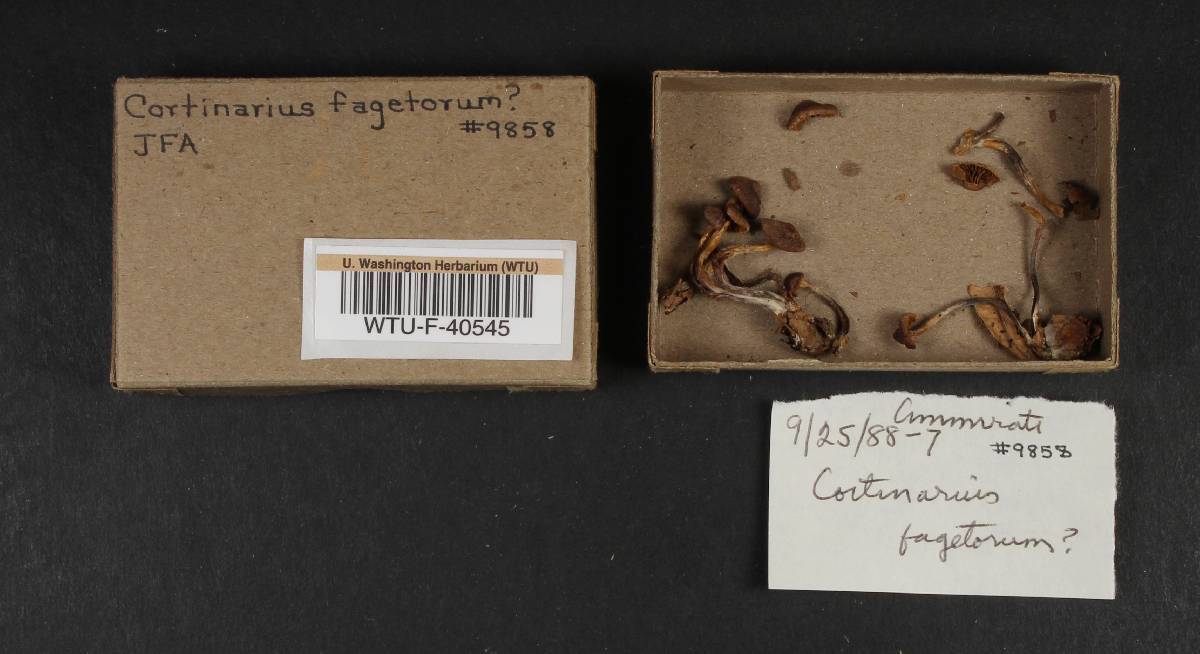 Cortinarius fagetorum?
#9858
JFA
U. Washington Herbarium (WTU)
WTU-F-40545
Ammirati
9/25/88-7
#9858
Cortinarius
fagetorum?